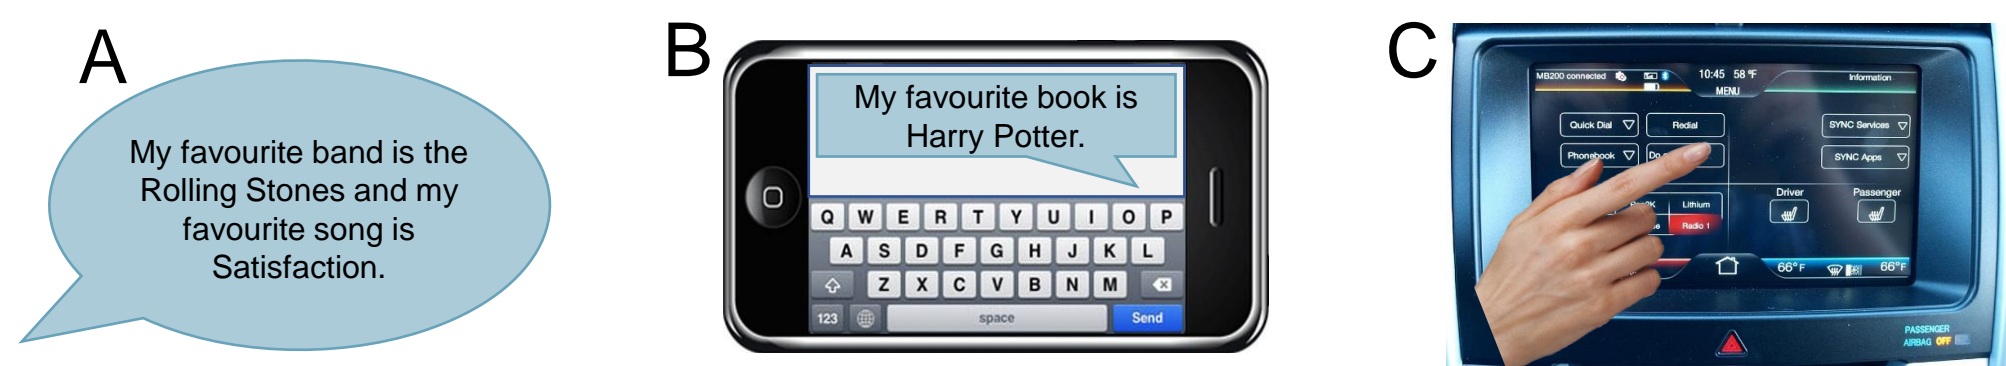 A
My favourite band is the
Rolling Stones and my
favourite song is
Satisfaction.
B
My favourite book is
Harry Potter.
Q W E R T Y U I O P
A S D F G H J K L
Z X C V B N M
123 space Send
C
MB200 connected 10:45 58 °F Information
MENU
Quick Dial Redial SYNC Services
Phonebook SYNC Apps
Driver Passenger
Lithium
Radio 1
66°F 66°F
PASSENGER
AIRBAG OFF